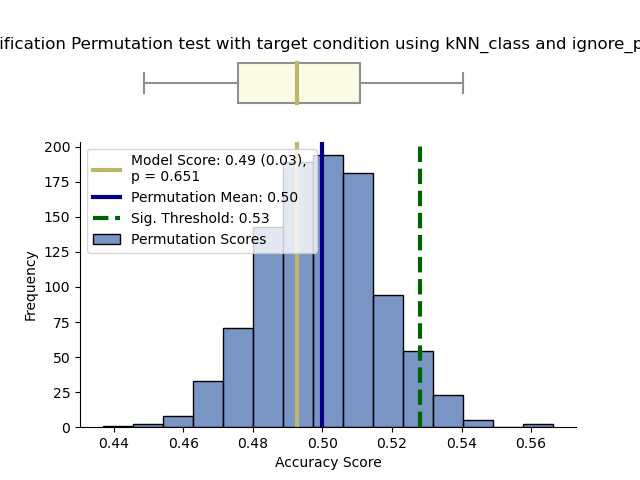 ification Permutation test with target condition using kNN_class and ignore_p
Model Score: 0.49 (0.03),
p = 0.651
Permutation Mean: 0.50
Sig. Threshold: 0.53
Permutation Scores
Frequency
200
175
150
125
100
75
50
25
0
0.44 0.46 0.48 0.50 0.52 0.54 0.56
Accuracy Score